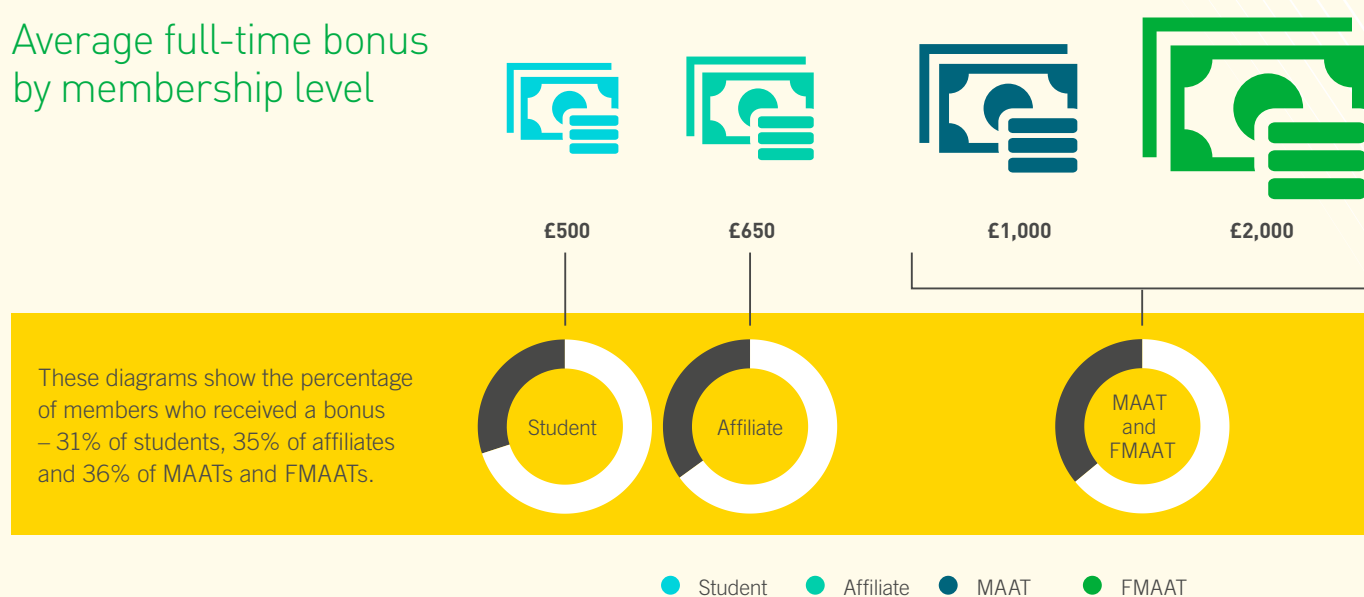 Average full-time bonus
by membership level
£500
£650
£1,000
£2,000
These diagrams show the percentage
of members who received a bonus
– 31% of students, 35% of affiliates
and 36% of MAATs and FMAATs.
Student
Affiliate
MAAT
and
FMAAT
Student
Affiliate
MAAT
FMAAT